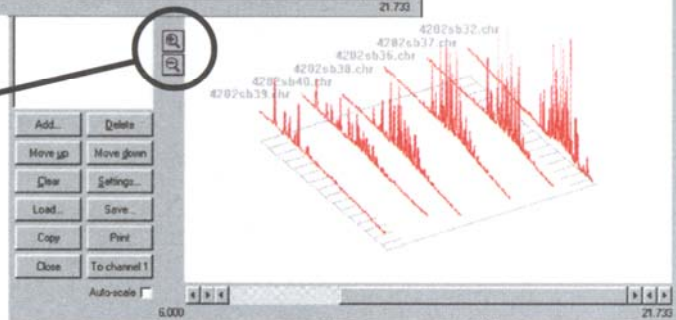 21.733
4202sb32.chr
4202sb37.chr
4202sb36.chr
4202sb38.chr
4202sb40.chr
4202sb39.chr
Add... Delete
Move up Move down
Clear Settings...
Load... Save...
Copy Print
Close To channel 1
Auto-scale
6.000 21.733